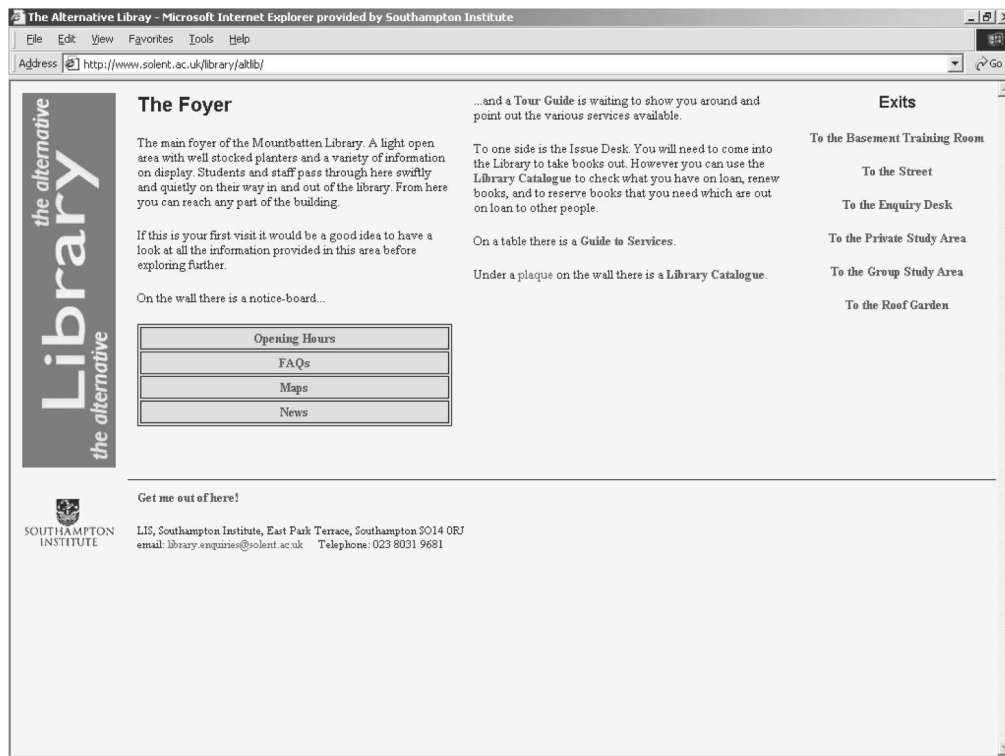 The Alternative Libray - Microsoft Internet Explorer provided by Southampton Institute
File Edit View Favorites Tools Help
Address http://www.solent.ac.uk/library/altlib/ Go
the alternative
Library
the alternative
The Foyer
The main foyer of the Mountbatten Library. A light open
area with well stocked planters and a variety of information
on display. Students and staff pass through here swiftly
and quietly on their way in and out of the library. From here
you can reach any part of the building.
If this is your first visit it would be a good idea to have a
look at all the information provided in this area before
exploring further.
On the wall there is a notice-board...
Opening Hours
FAQs
Maps
News
...and a Tour Guide is waiting to show you around and
point out the various services available.
To one side is the Issue Desk. You will need to come into
the Library to take books out. However you can use the
Library Catalogue to check what you have on loan, renew
books, and to reserve books that you need which are out
on loan to other people.
On a table there is a Guide to Services.
Under a plaque on the wall there is a Library Catalogue.
Exits
To the Basement Training Room
To the Street
To the Enquiry Desk
To the Private Study Area
To the Group Study Area
To the Roof Garden
SOUTHAMPTON
INSTITUTE
Get me out of here!
LIS, Southampton Institute, East Park Terrace, Southampton SO14 0RJ
email: library.enquiries@solent.ac.uk Telephone: 023 8031 9681